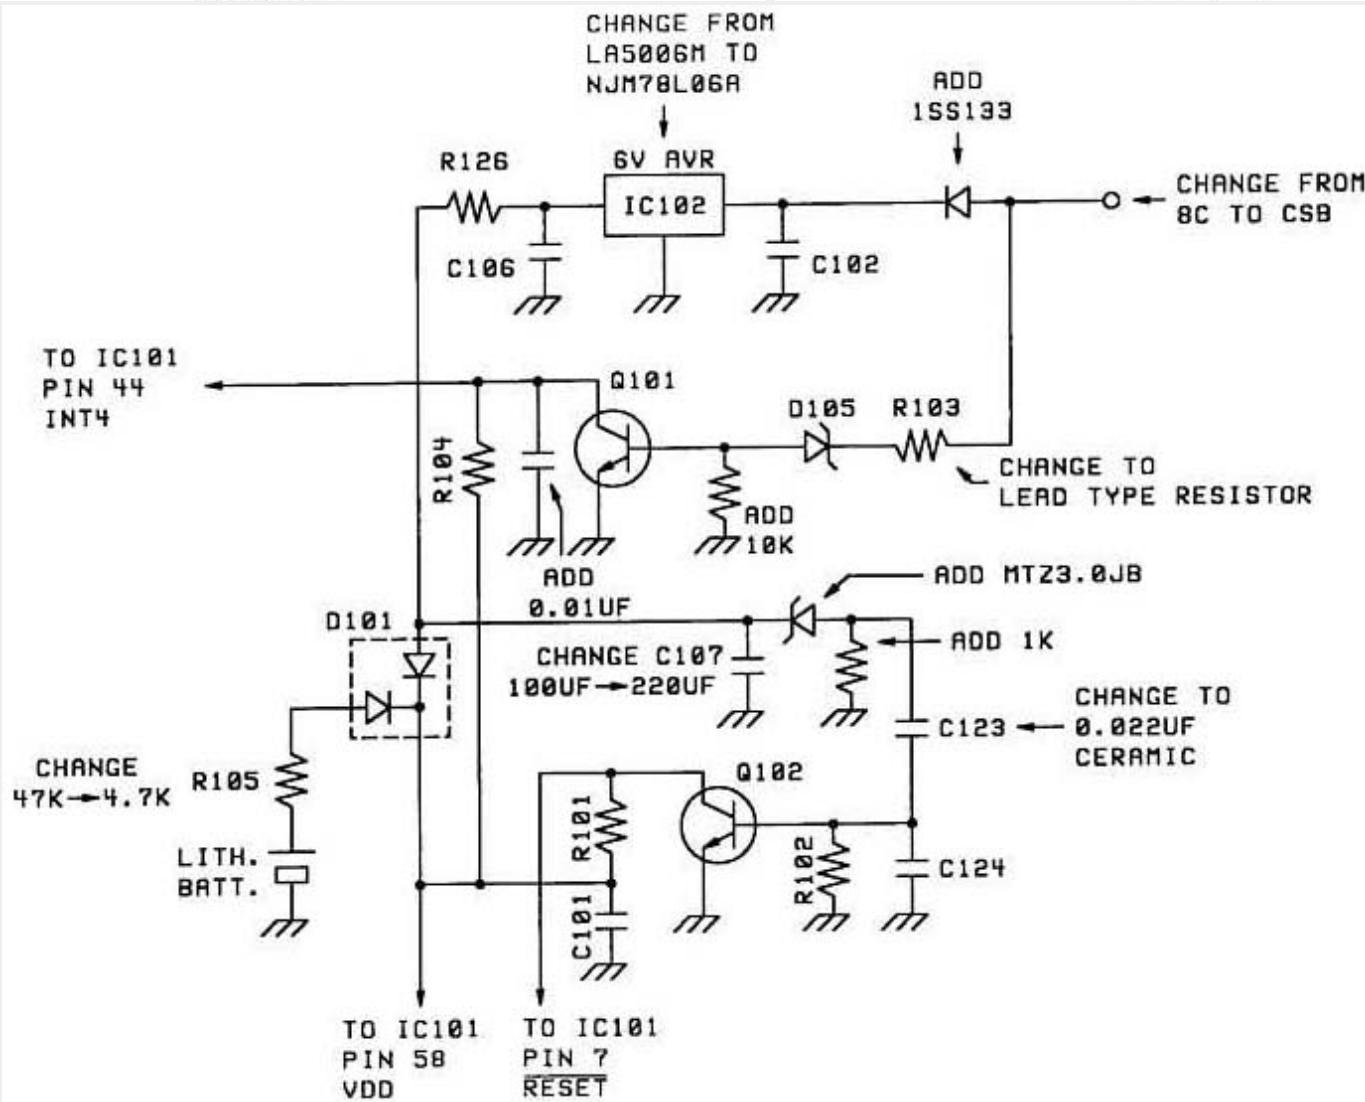 CHANGE FROM
LA5006M TO
NJM78L06A
ADD
1SS133
R126
6V AVR
IC102
CHANGE FROM
8C TO CSB
C106
C102
TO IC101
PIN 44
INT4
Q101
D105
R103
R104
CHANGE TO
LEAD TYPE RESISTOR
ADD
10K
ADD
0.01UF
ADD MTZ3.0JB
D101
ADD 1K
CHANGE C107
100UF→220UF
CHANGE TO
0.022UF
CERAMIC
C123
CHANGE
47K→4.7K
R105
Q102
R101
R102
C124
LITH.
BATT.
C101
TO IC101
PIN 58
VDD
TO IC101
PIN 7
RESET